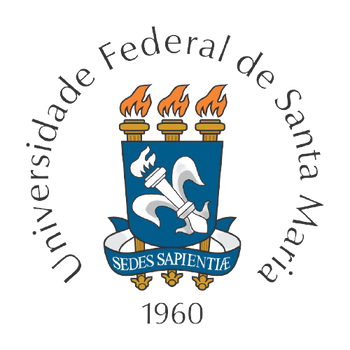 Universidade Federal de Santa Maria
SEDES SAPIENTIÆ
1960